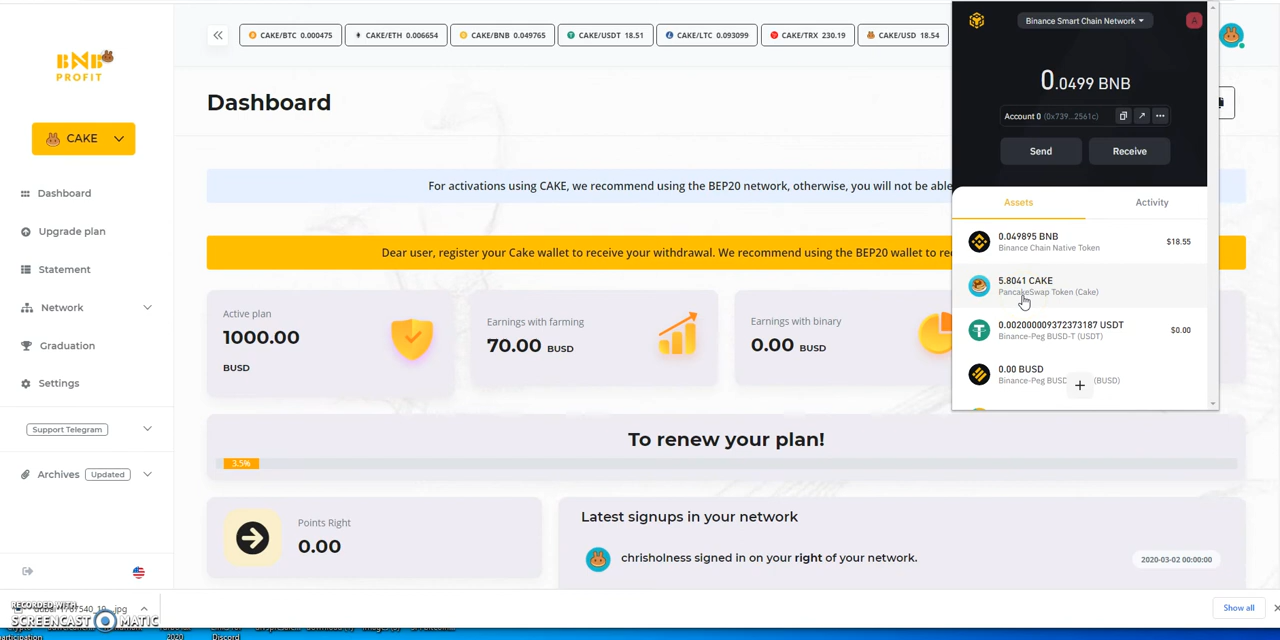 CAKE/BTC 0.000475
CAKE/ETH 0.006654
CAKE/BNB 0.049765
CAKE/USDT 18.51
CAKE/LTC 0.093099
CAKE/TRX 230.19
CAKE/USD 18.54
BNB
PROFIT
CAKE
Dashboard
Upgrade plan
Statement
Network
Graduation
Settings
Support Telegram
Archives Updated
Dashboard
For activations using CAKE, we recommend using the BEP20 network, otherwise, you will not be able
Dear user, register your Cake wallet to receive your withdrawal. We recommend using the BEP20 wallet to
Active plan
1000.00
BUSD
Earnings with farming
70.00 BUSD
Earnings with binary
0.00 BUSD
To renew your plan!
3.5%
Points Right
0.00
Latest signups in your network
chrisholness signed in on your right of your network.
2020-03-02 00:00:00
Binance Smart Chain Network
A
0.0499 BNB
Account 0 (0x739...2561c)
Send
Receive
Assets
Activity
0.049895 BNB
Binance Chain Native Token
$18.55
5.8041 CAKE
PancakeSwap Token (Cake)
0.002000009372373187 USDT
Binance-Peg BUSD-T (USDT)
$0.00
0.00 BUSD
Binance-Peg BUSD (BUSD)
+
RECORDED WITH
SCREENCAST MATIC
.jpg
Show all
2020
Discord